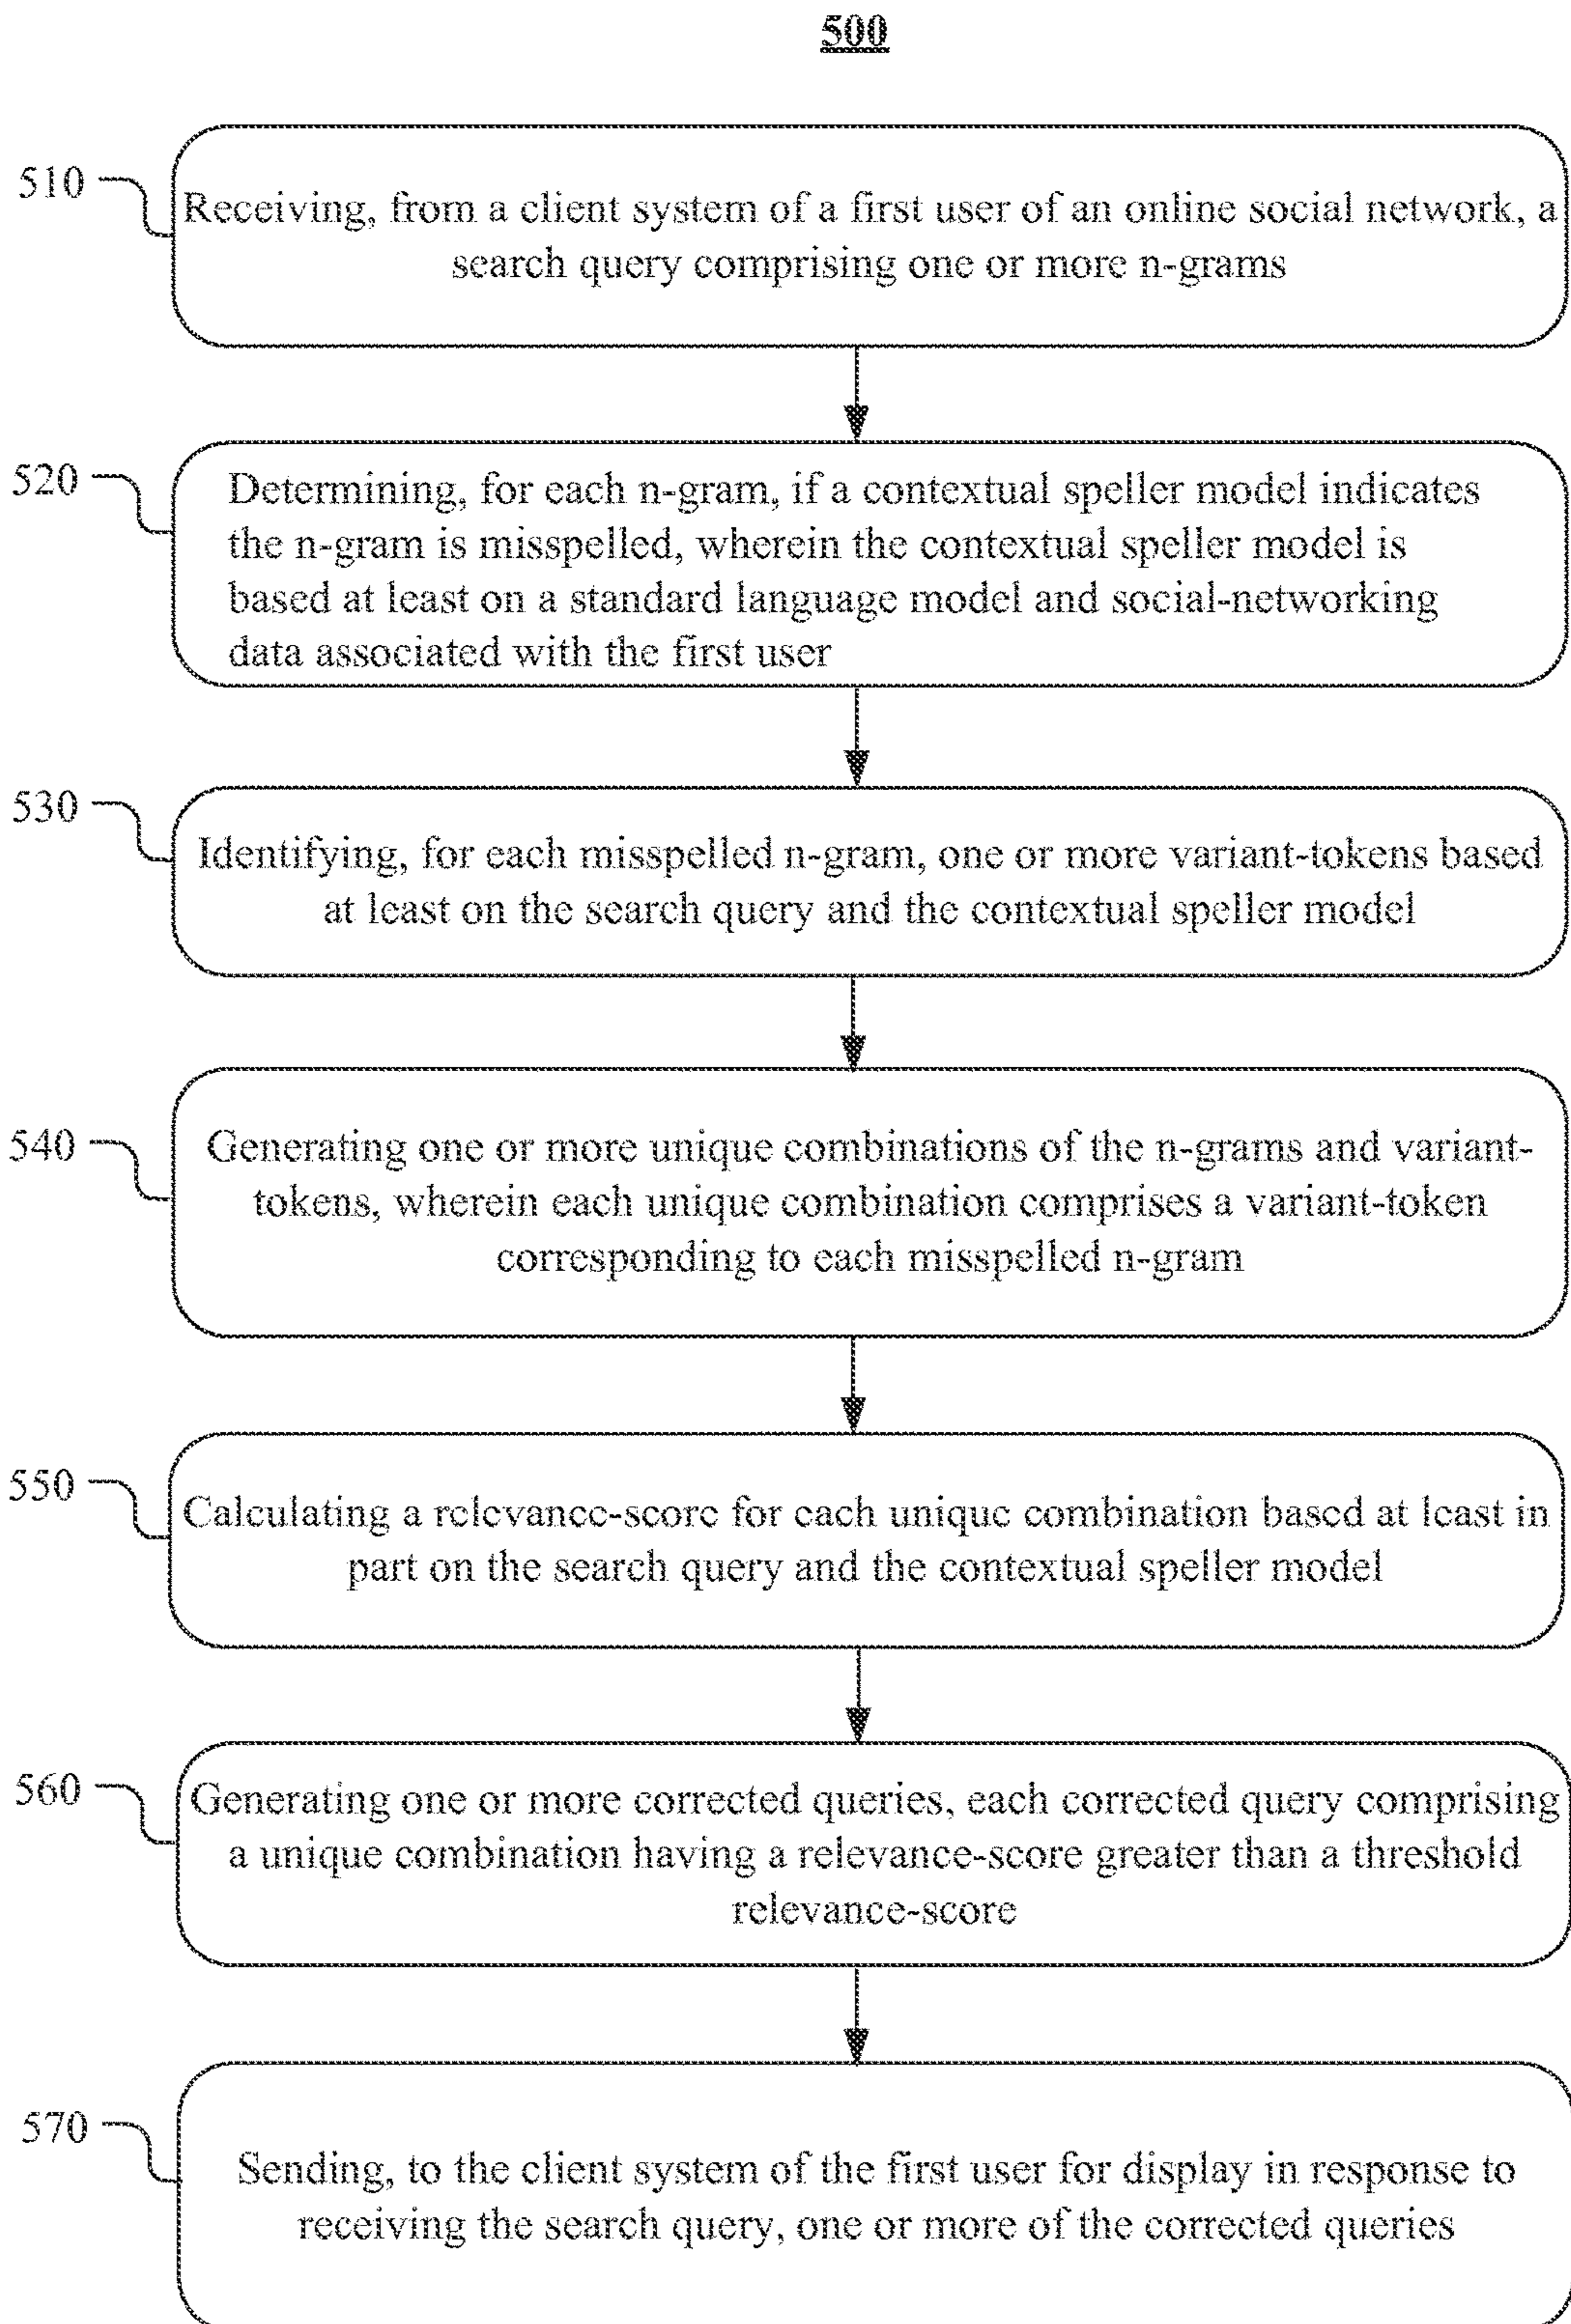 500
510
Receiving, from a client system of a first user of an online social network, a
search query comprising one or more n-grams
520
Determining, for each n-gram, if a contextual speller model indicates
the n-gram is misspelled, wherein the contextual speller model is
based at least on a standard language model and social-networking
data associated with the first user
530
Identifying, for each misspelled n-gram, one or more variant-tokens based
at least on the search query and the contextual speller model
540
Generating one or more unique combinations of the n-grams and variant-
tokens, wherein each unique combination comprises a variant-token
corresponding to each misspelled n-gram
550
Calculating a relevance-score for each unique combination based at least in
part on the search query and the contextual speller model
560
Generating one or more corrected queries, each corrected query comprising
a unique combination having a relevance-score greater than a threshold
relevance-score
570
Sending, to the client system of the first user for display in response to
receiving the search query, one or more of the corrected queries